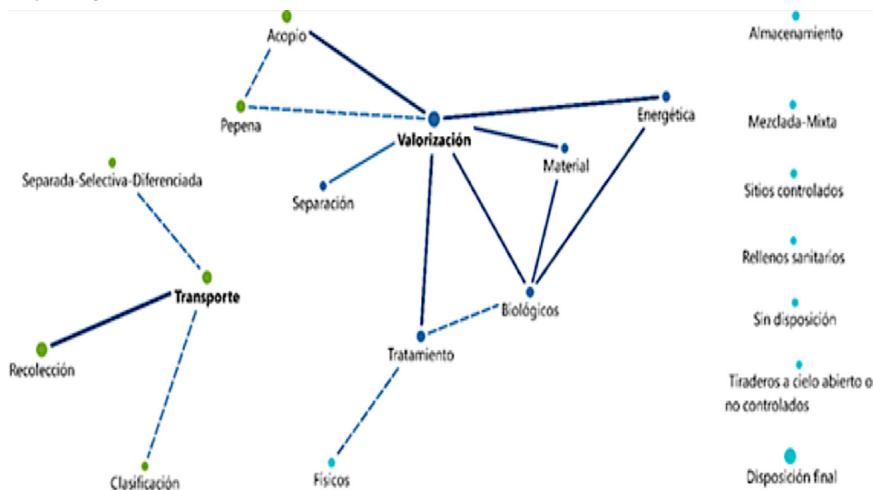 Acopio
Almacenamiento
Energética
Pepena
Valorización
Mezclada-Mixta
Material
Separada-Selectiva-Diferenciada
Separación
Sitios controlados
Rellenos sanitarios
Transporte
Biológicos
Sin disposición
Tratamiento
Recolección
Tiraderos a cielo abierto o
no controlados
Clasificación
Físicos
Disposición final